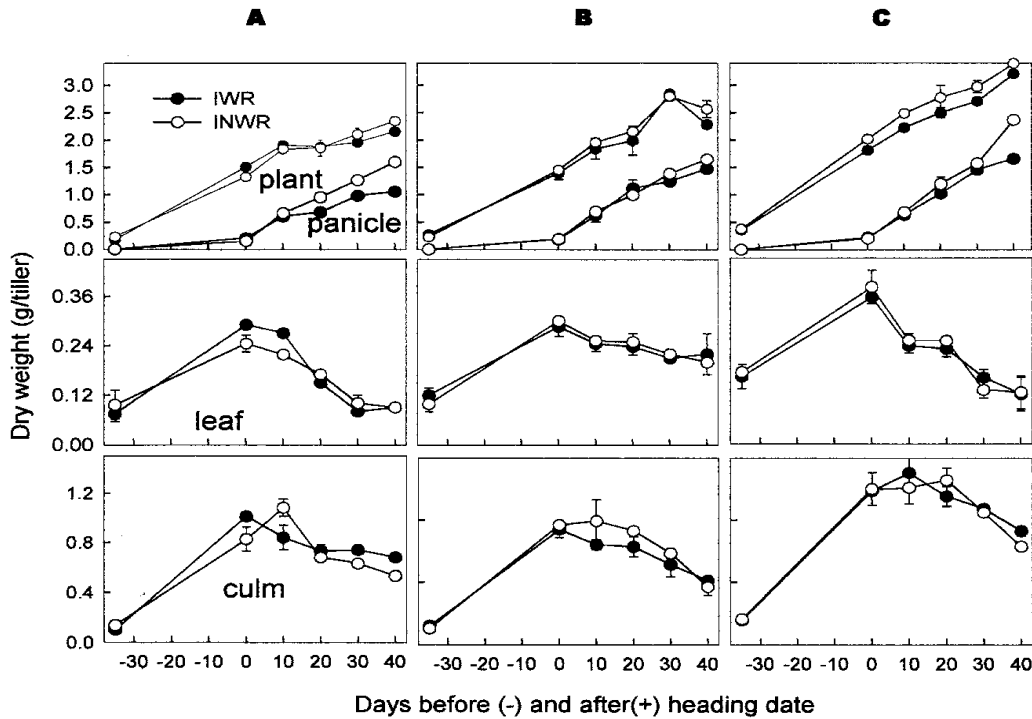 A B C
3.0
2.5
2.0
1.5
1.0
0.5
0.0
IWR
INWR
plant
panicle
0.36
0.24
0.12
0.00
leaf
1.2
0.8
0.4
0.0
culm
Dry weight (g/tiller)
-30 -20 -10 0 10 20 30 40 -30 -20 -10 0 10 20 30 40 -30 -20 -10 0 10 20 30 40
Days before (-) and after(+) heading date